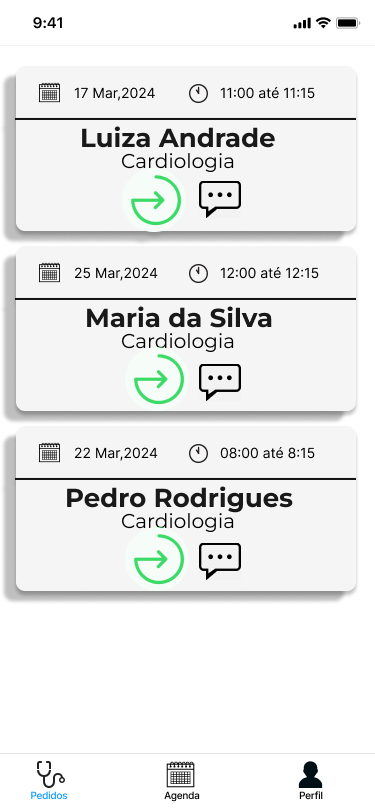 9:41
17 Mar,2024 11:00 até 11:15
Luiza Andrade
Cardiologia
25 Mar,2024 12:00 até 12:15
Maria da Silva
Cardiologia
22 Mar,2024 08:00 até 8:15
Pedro Rodrigues
Cardiologia
Pedidos Agenda Perfil